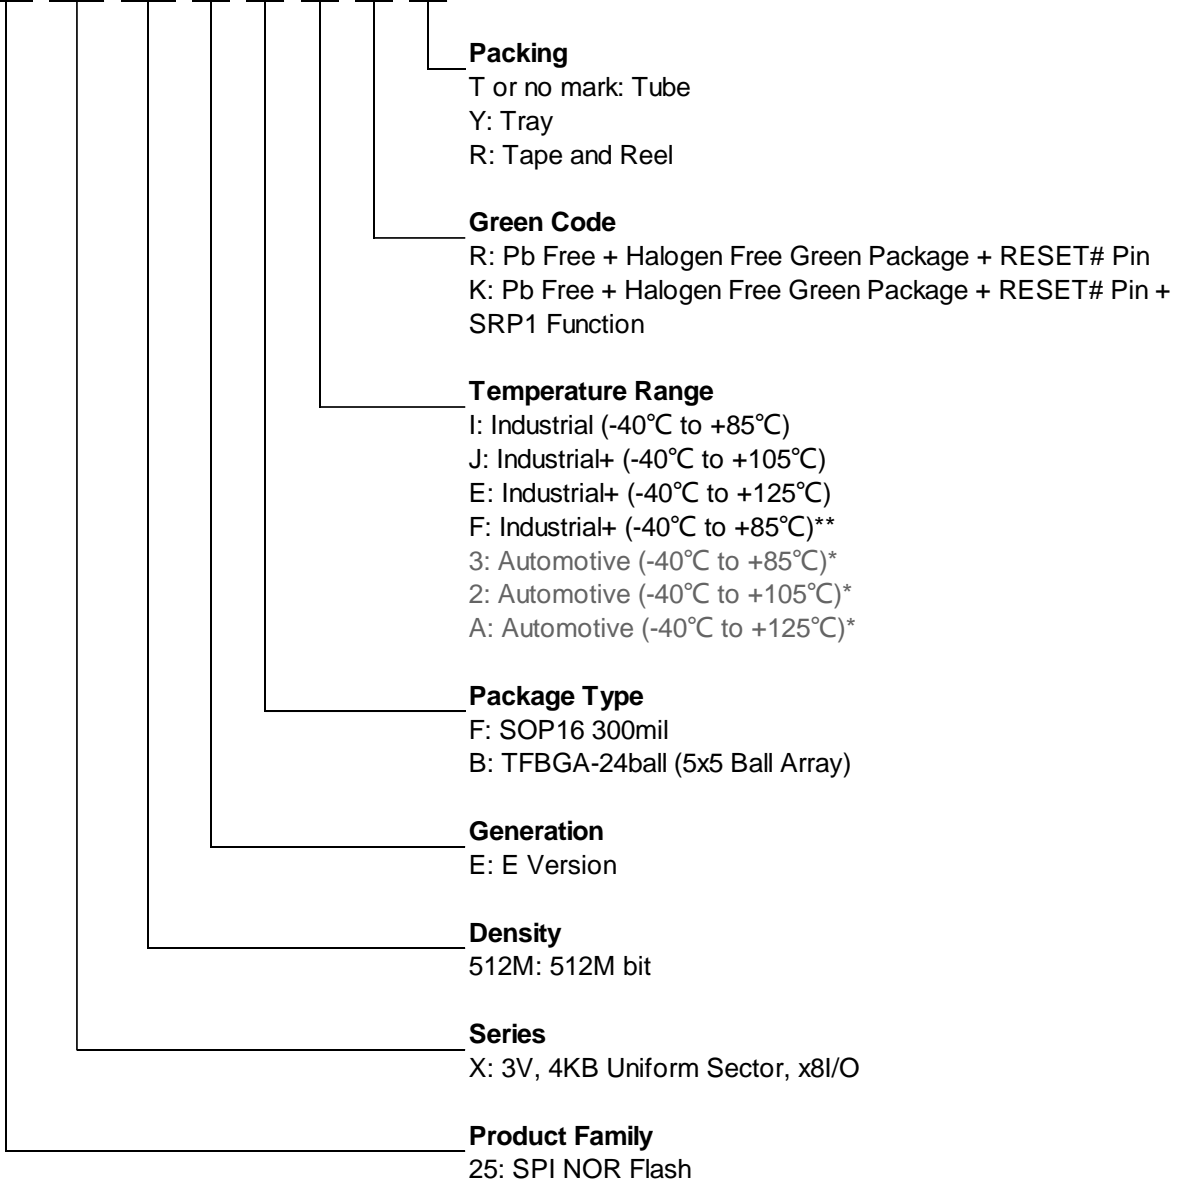 Packing
T or no mark: Tube
Y: Tray
R: Tape and Reel
Green Code
R: Pb Free + Halogen Free Green Package + RESET# Pin
K: Pb Free + Halogen Free Green Package + RESET# Pin +
SRP1 Function
Temperature Range
I: Industrial (-40℃ to +85℃)
J: Industrial+ (-40℃ to +105℃)
E: Industrial+ (-40℃ to +125℃)
F: Industrial+ (-40℃ to +85℃)**
3: Automotive (-40℃ to +85℃)*
2: Automotive (-40℃ to +105℃)*
A: Automotive (-40℃ to +125℃)*
Package Type
F: SOP16 300mil
B: TFBGA-24ball (5x5 Ball Array)
Generation
E: E Version
Density
512M: 512M bit
Series
X: 3V, 4KB Uniform Sector, x8I/O
Product Family
25: SPI NOR Flash